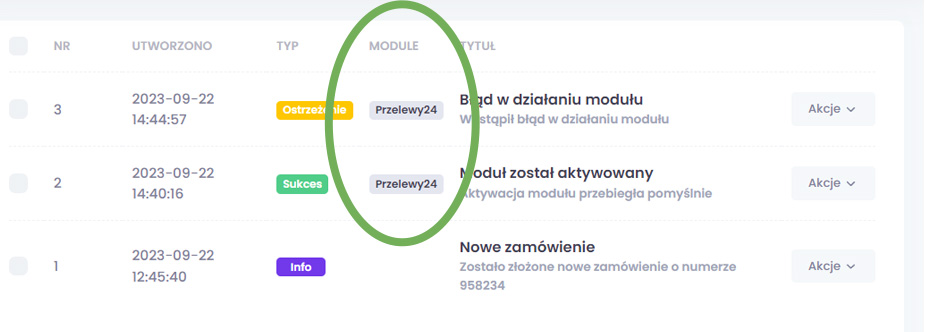 NR UTWORZONO TYP MODULE TYTUŁ
3 2023-09-22 14:44:57 Ostrzeżenie Przelewy24 Błąd w działaniu modułu Akcje
Wystąpił błąd w działaniu modułu
2 2023-09-22 14:40:16 Sukces Przelewy24 Moduł został aktywowany Akcje
Aktywacja modułu przebiegła pomyślnie
1 2023-09-22 12:45:40 Info Nowe zamówienie Akcje
Zostało złożone nowe zamówienie o numerze
958234